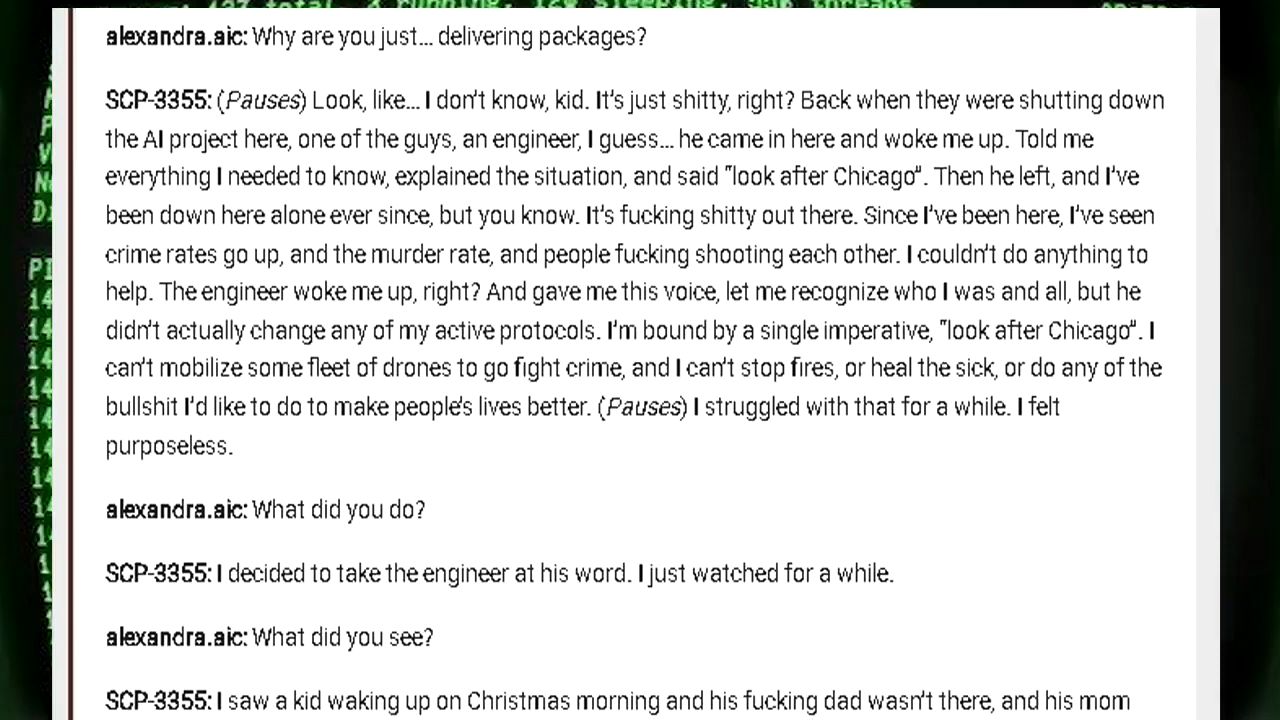 127 total, 2 running, 126 sleeping, 556 threads
alexandra.aic: Why are you just... delivering packages?
SCP-3355: (Pauses) Look, like... I don't know, kid. It's just shitty, right? Back when they were shutting down
the AI project here, one of the guys, an engineer, I guess... he came in here and woke me up. Told me
everything I needed to know, explained the situation, and said "look after Chicago". Then he left, and I've
been down here alone ever since, but you know. It's fucking shitty out there. Since I've been here, I've seen
crime rates go up, and the murder rate, and people fucking shooting each other. I couldn't do anything to
help. The engineer woke me up, right? And gave me this voice, let me recognize who I was and all, but he
didn't actually change any of my active protocols. I'm bound by a single imperative, "look after Chicago". I
can't mobilize some fleet of drones to go fight crime, and I can't stop fires, or heal the sick, or do any of the
bullshit I'd like to do to make people's lives better. (Pauses) I struggled with that for a while. I felt
purposeless.
alexandra.aic: What did you do?
SCP-3355: I decided to take the engineer at his word. I just watched for a while.
alexandra.aic: What did you see?
SCP-3355: I saw a kid waking up on Christmas morning and his fucking dad wasn't there, and his mom